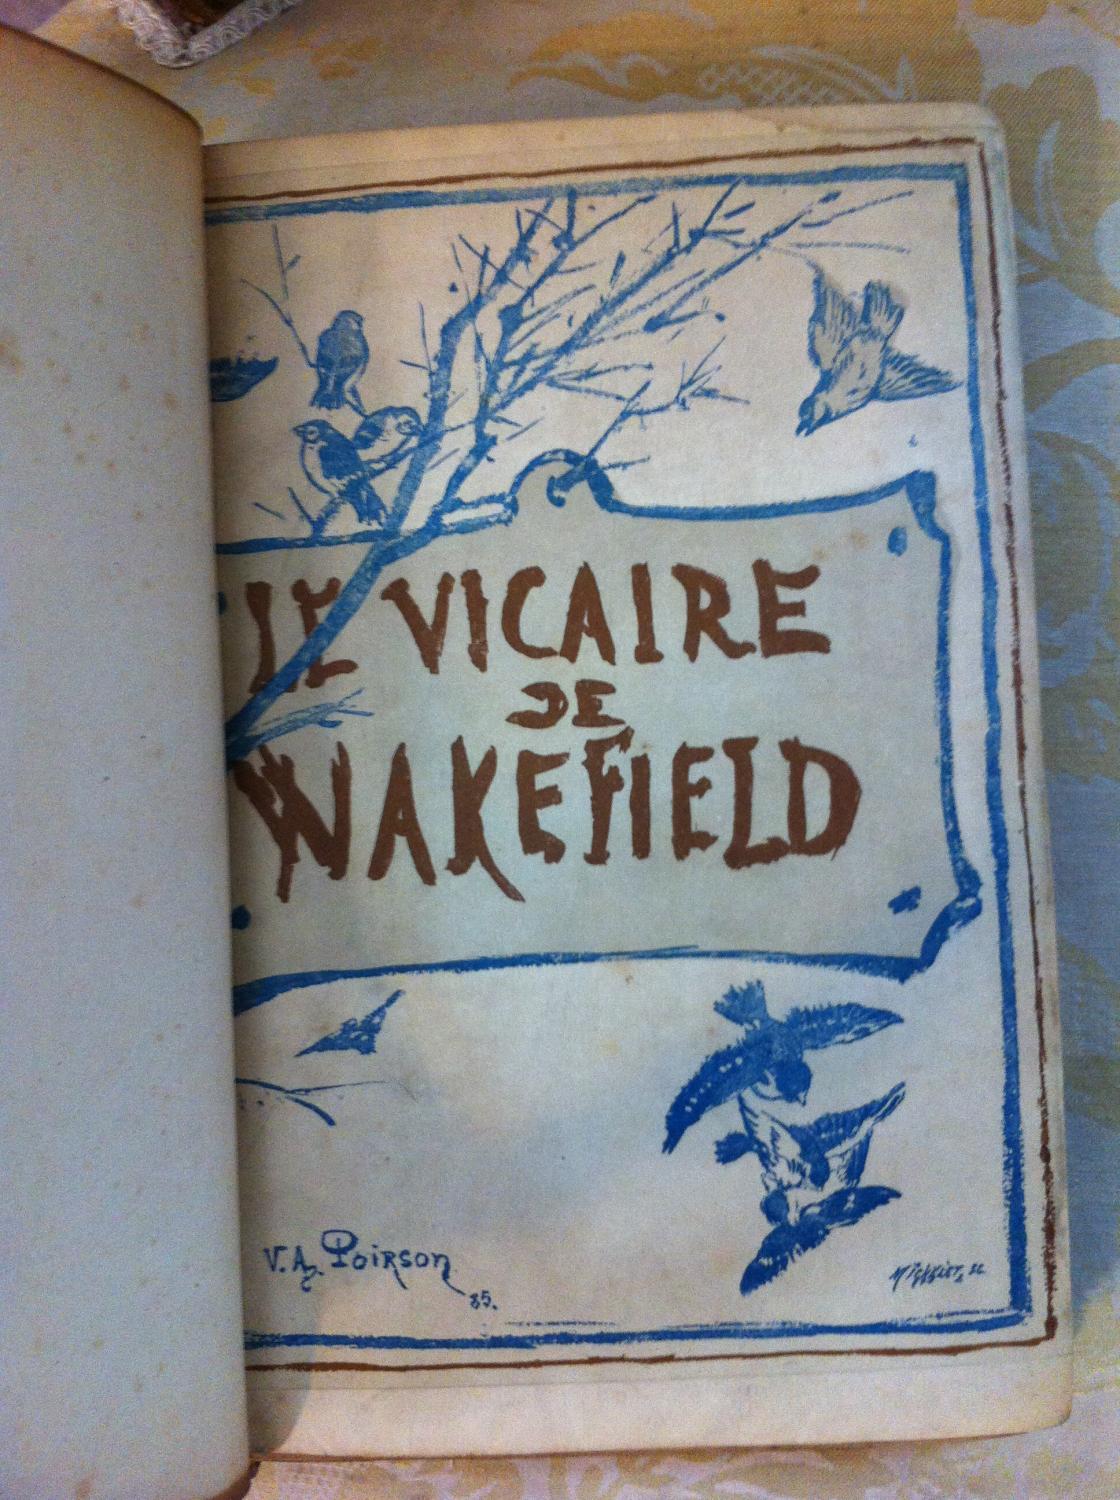 LE VICAIRE
DE
WAKEFIELD
V. A. Poirson
85.